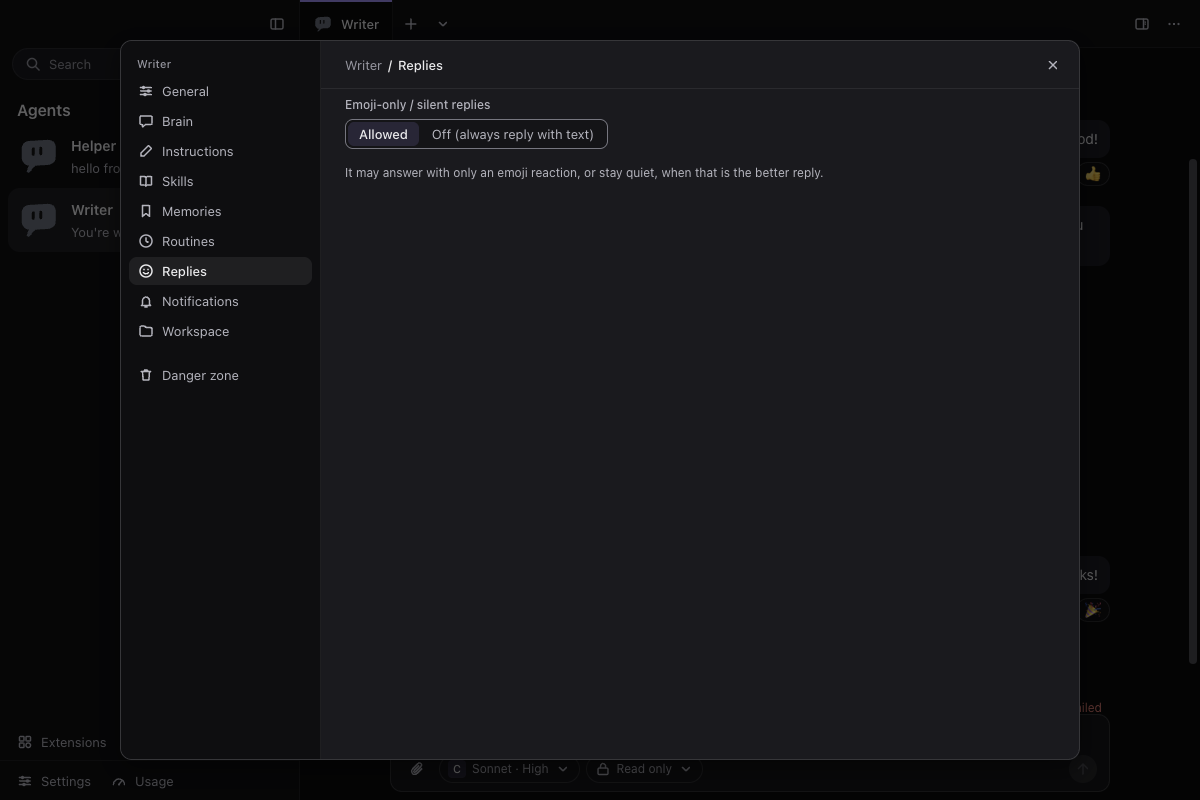 Writer
Search
Agents
Helper
hello fro
Writer
You're w
Extensions
Settings
Usage
Writer
General
Brain
Instructions
Skills
Memories
Routines
Replies
Notifications
Workspace
Danger zone
Writer / Replies
Emoji-only / silent replies
Allowed
Off (always reply with text)
It may answer with only an emoji reaction, or stay quiet, when that is the better reply.
od!
u
ks!
iled
C Sonnet · High
Read only